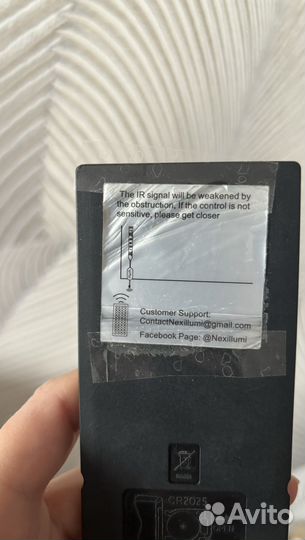 The IR signal will be weakened by
the obstruction. If the control is not
sensitive, please get closer
Customer Support:
ContactNexillumi@gmail.com
Facebook Page: @Nexillumi
CR2025
Avito